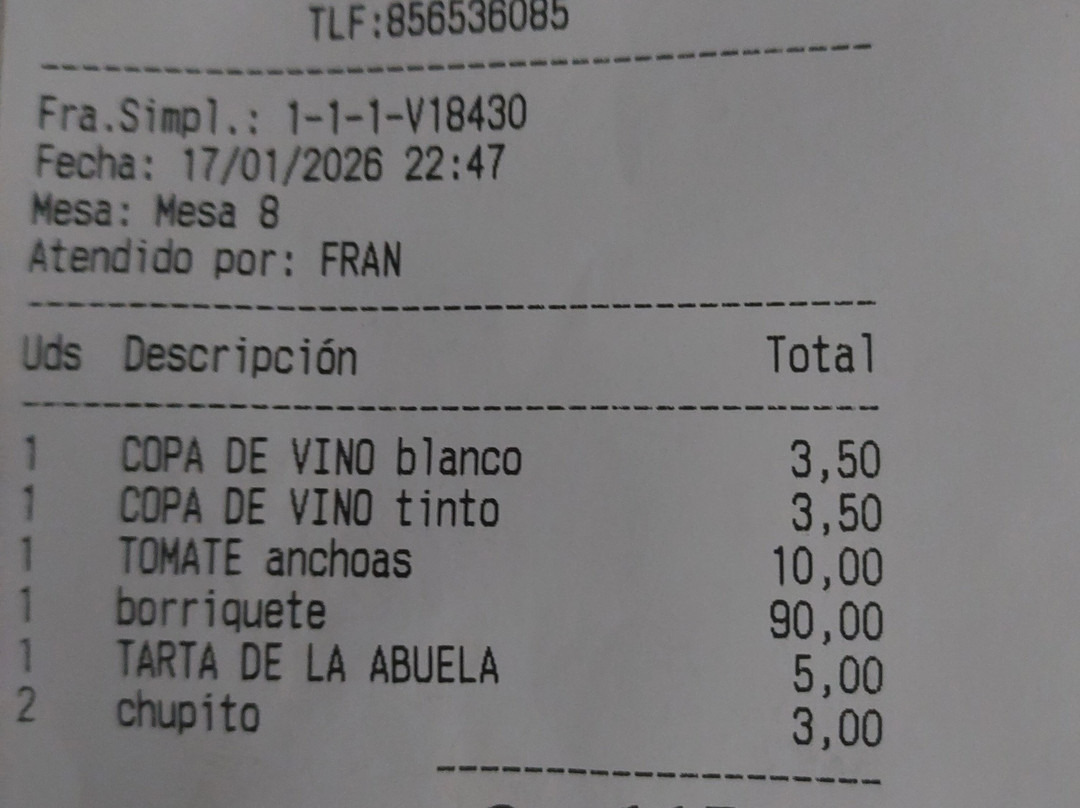 TLF:856536085
Fra.Simpl.: 1-1-1-V18430
Fecha: 17/01/2026 22:47
Mesa: Mesa 8
Atendido por: FRAN
Uds Descripción Total
1 COPA DE VINO blanco 3,50
1 COPA DE VINO tinto 3,50
1 TOMATE anchoas 10,00
1 borriquete 90,00
1 TARTA DE LA ABUELA 5,00
2 chupito 3,00